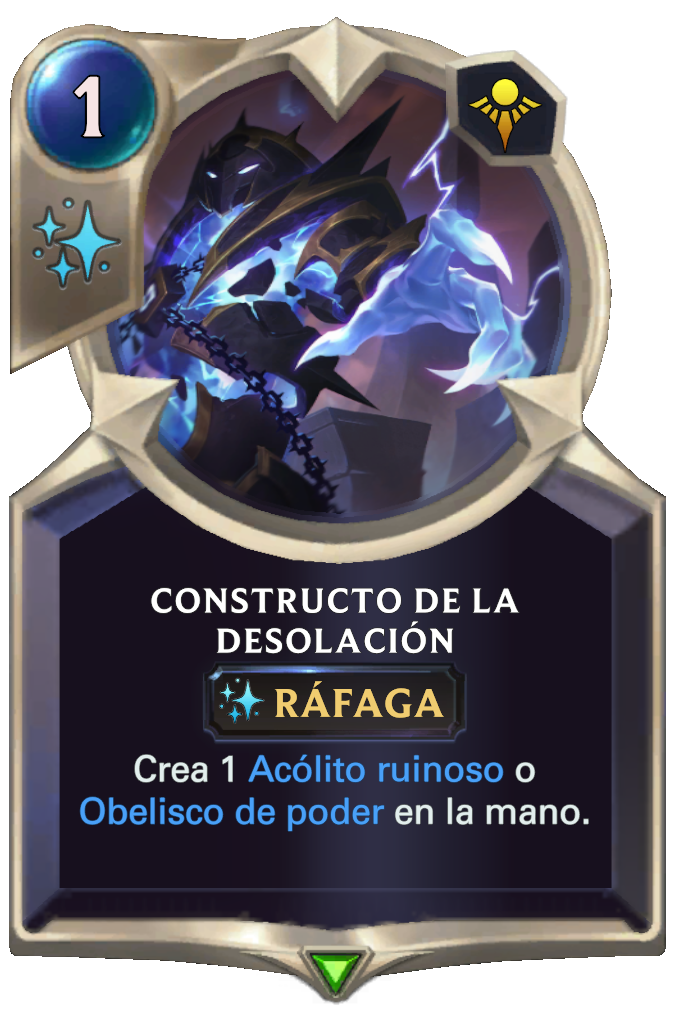 1
CONSTRUCTO DE LA
DESOLACIÓN
RÁFAGA
Crea 1 Acólito ruinoso o
Obelisco de poder en la mano.